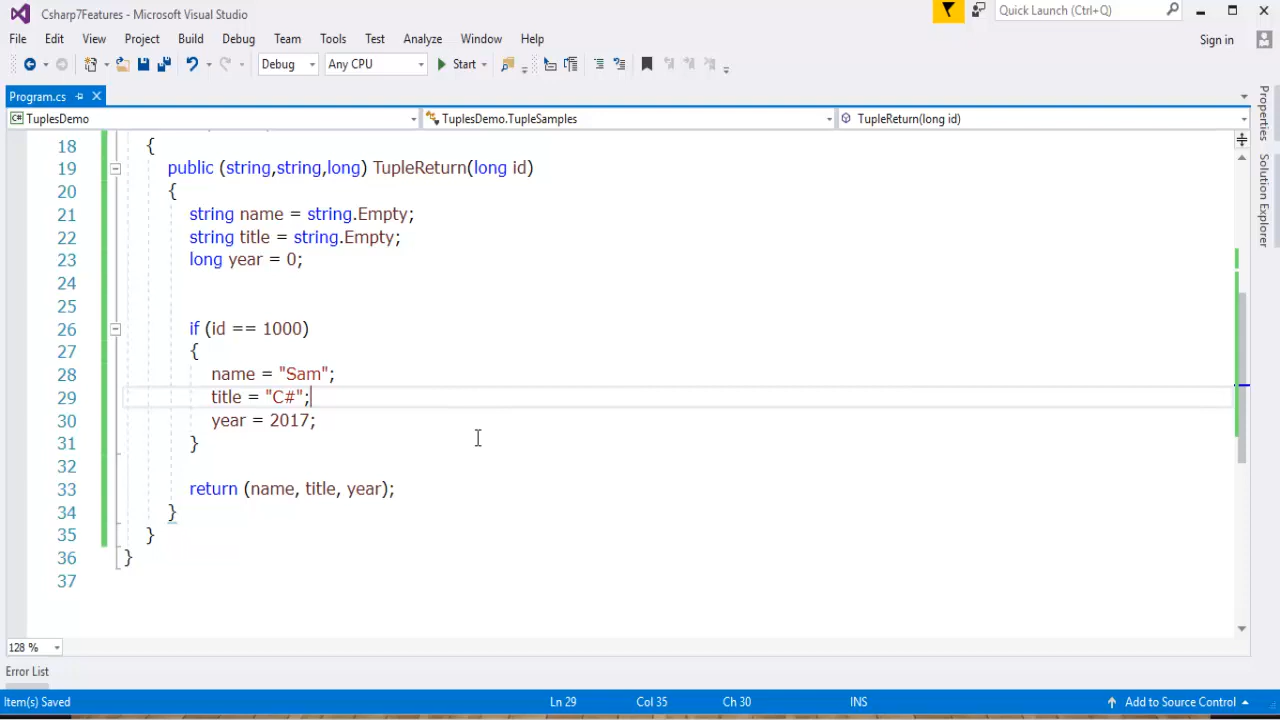 Csharp7Features - Microsoft Visual Studio
Quick Launch (Ctrl+Q)
File Edit View Project Build Debug Team Tools Test Analyze Window Help
Sign in
Debug Any CPU Start
Program.cs
TuplesDemo TuplesDemo.TupleSamples TupleReturn(long id)
Properties
Solution Explorer
18 {
19 public (string,string,long) TupleReturn(long id)
20 {
21 string name = string.Empty;
22 string title = string.Empty;
23 long year = 0;
24
25
26 if (id == 1000)
27 {
28 name = "Sam";
29 title = "C#";
30 year = 2017;
31 }
32
33 return (name, title, year);
34 }
35 }
36 }
37
128 %
Error List
Item(s) Saved Ln 29 Col 35 Ch 30 INS Add to Source Control